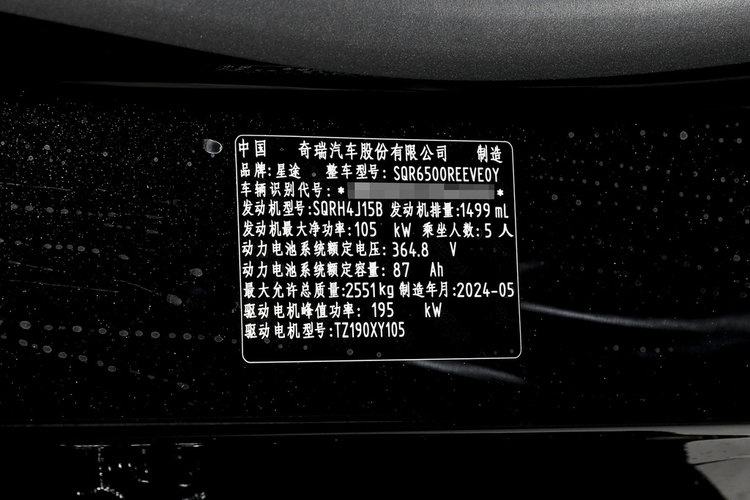 中国 奇瑞汽车股份有限公司 制造
品牌:星途 整车型号:SQR6500REEVE0Y
车辆识别代号:* *
发动机型号:SQRH4J15B 发动机排量:1499 mL
发动机最大净功率:105 kW 乘坐人数:5 人
动力电池系统额定电压:364.8 V
动力电池系统额定容量:87 Ah
最大允许总质量:2551kg 制造年月:2024-05
驱动电机峰值功率:195 kW
驱动电机型号:TZ190XY105